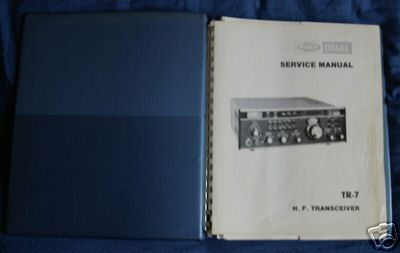 DRAKE
SERVICE MANUAL
TR-7
H. F. TRANSCEIVER